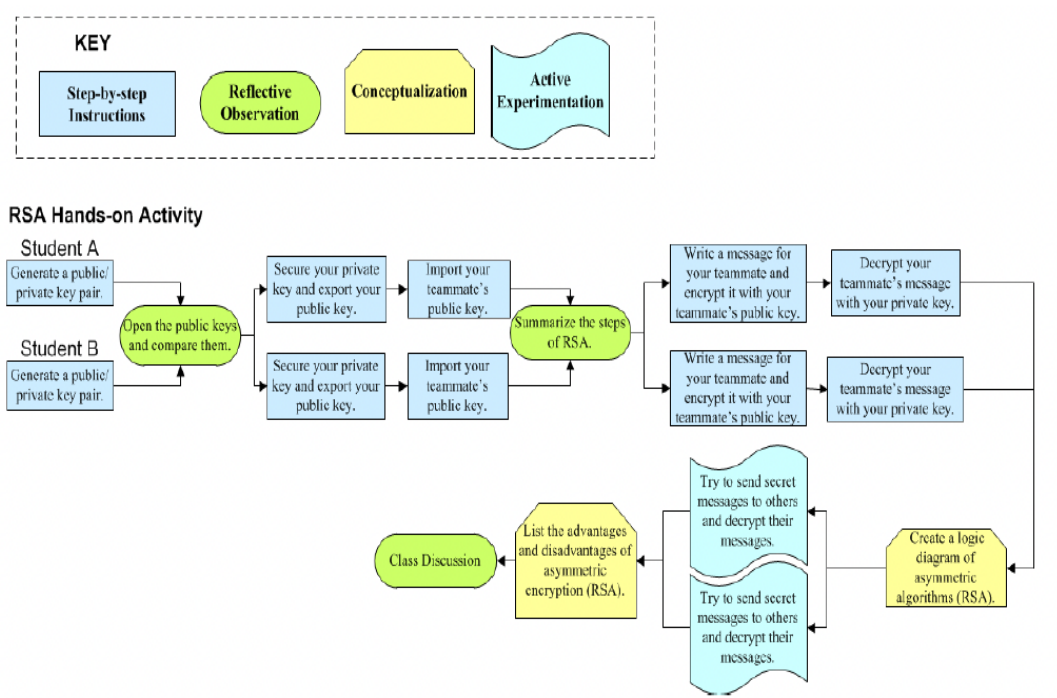 KEY
Step-by-step
Instructions
Reflective
Observation
Conceptualization
Active
Experimentation
RSA Hands-on Activity
Student A
Generate a public/
private key pair.
Student B
Generate a public/
private key pair.
Open the public keys
and compare them.
Secure your private
key and export your
public key.
Import your
teammate's
public key.
Secure your private
key and export your
public key.
Import your
teammate's
public key.
Summarize the steps
of RSA.
Write a message for
your teammate and
encrypt it with your
teammate's public key.
Decrypt your
teammate's message
with your private key.
Write a message for
your teammate and
encrypt it with your
teammate's public key.
Decrypt your
teammate's message
with your private key.
Create a logic
diagram of
asymmetric
algorithms (RSA).
Try to send secret
messages to others
and decrypt their
messages.
Try to send secret
messages to others
and decrypt their
messages.
List the advantages
and disadvantages of
asymmetric
encryption (RSA).
Class Discussion